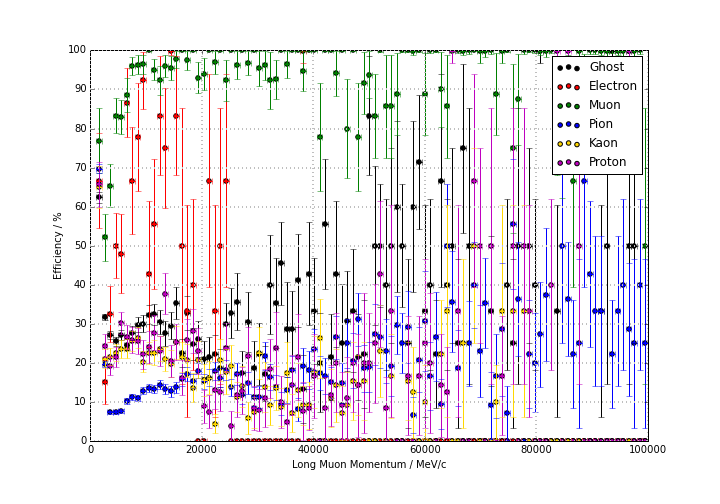 100
90
80
70
60
50
40
30
20
10
0
Efficiency / %
Ghost
Electron
Muon
Pion
Kaon
Proton
0 20000 40000 60000 80000 100000
Long Muon Momentum / MeV/c